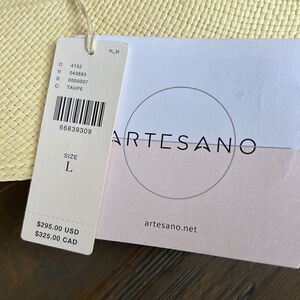 PL_35
C: 4152
V: 043693
S: 0000007
C: TAUPE
66839309
SIZE
L
$295.00 USD
$325.00 CAD
ARTESANO
artesano.net